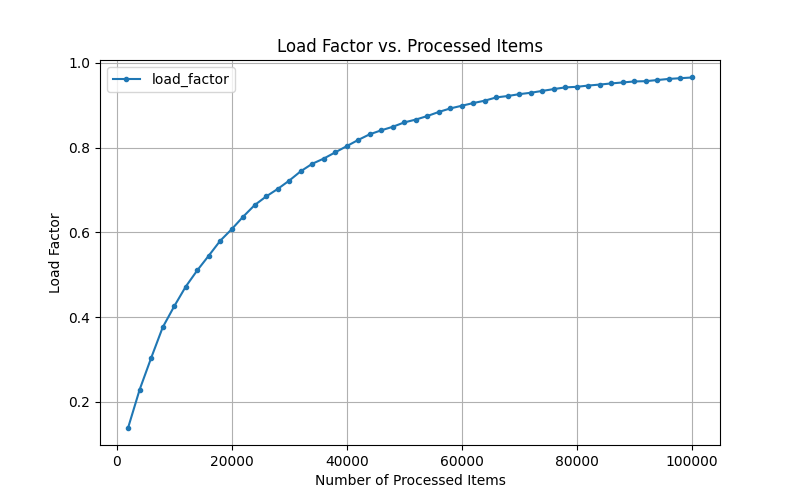 Load Factor vs. Processed Items
load_factor
1.0
0.8
0.6
0.4
0.2
Load Factor
0 20000 40000 60000 80000 100000
Number of Processed Items